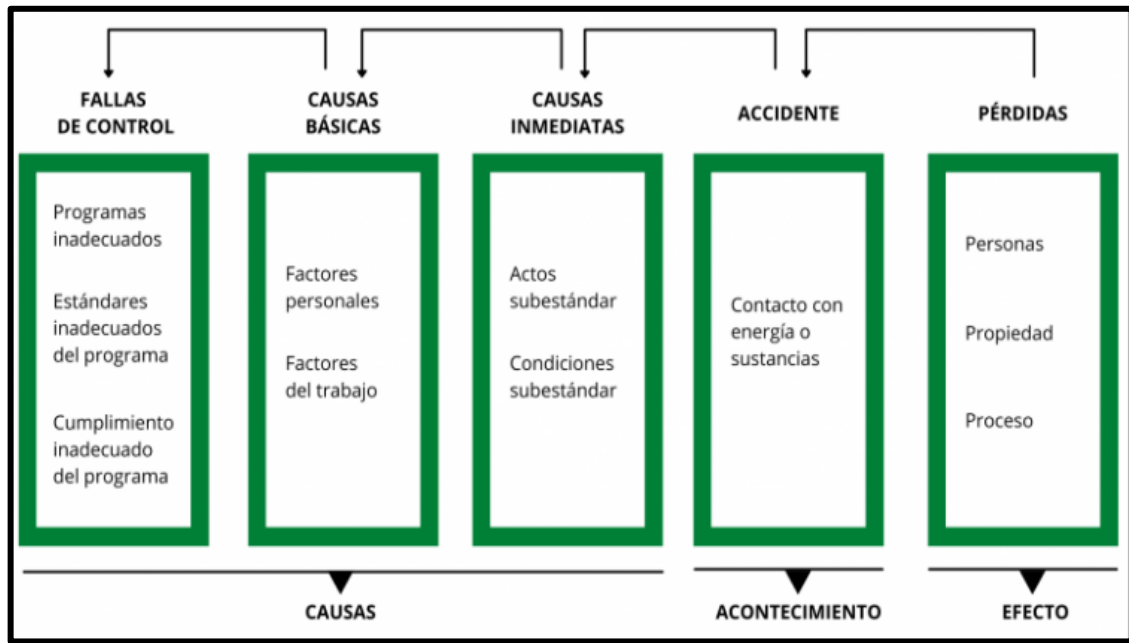 FALLAS
DE CONTROL
CAUSAS
BÁSICAS
CAUSAS
INMEDIATAS
ACCIDENTE
PÉRDIDAS
Programas
inadecuados
Estándares
inadecuados
del programa
Cumplimiento
inadecuado
del programa
Factores
personales
Factores
del trabajo
Actos
subestándar
Condiciones
subestándar
Contacto con
energía o
sustancias
Personas
Propiedad
Proceso
CAUSAS
ACONTECIMIENTO
EFECTO